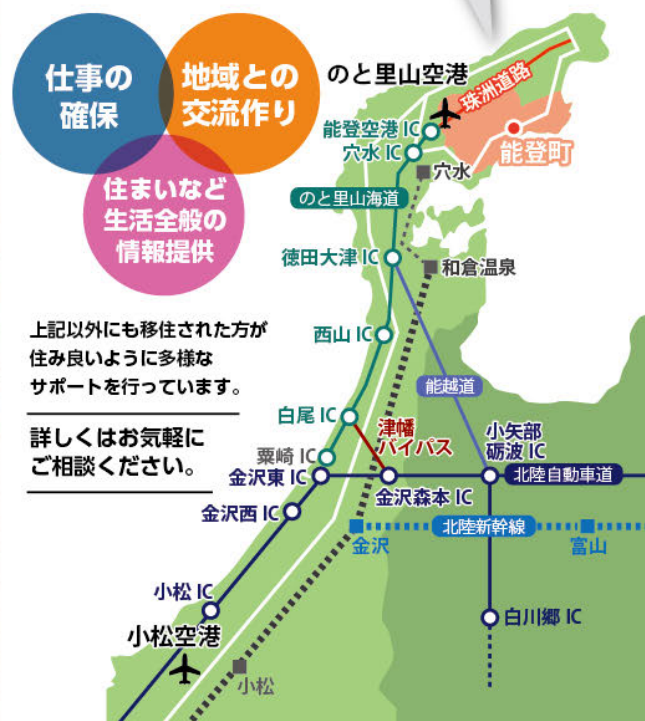 仕事の
確保
地域との
交流作り
住まいなど
生活全般の
情報提供
上記以外にも移住された方が
住み良いように多様な
サポートを行っています。
詳しくはお気軽に
ご相談ください。
のと里山空港
珠洲道路
能登空港 IC
能登町
穴水 IC
穴水
のと里山海道
徳田大津 IC
和倉温泉
西山 IC
能越道
白尾 IC
津幡
バイパス
小矢部
砺波 IC
粟崎 IC
金沢東 IC
北陸自動車道
金沢森本 IC
金沢西 IC
北陸新幹線
金沢
富山
小松 IC
白川郷 IC
小松空港
小松